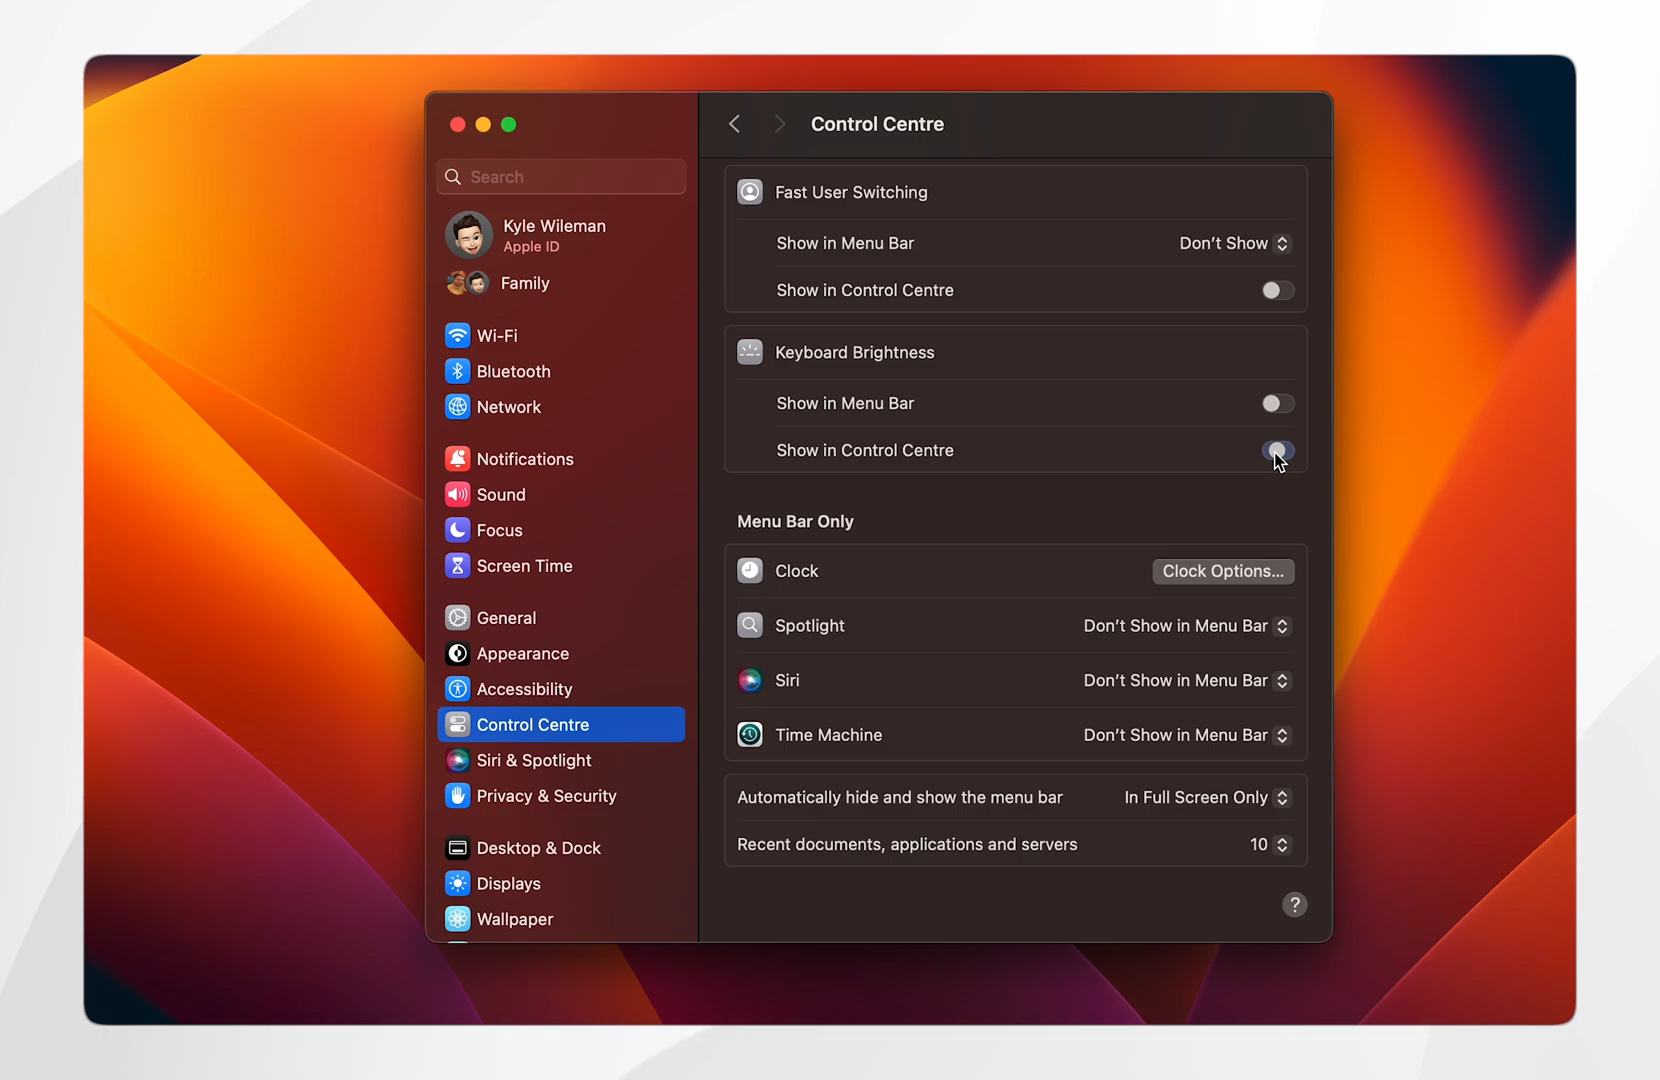 Control Centre
Search
Kyle Wileman
Apple ID
Family
Wi-Fi
Bluetooth
Network
Notifications
Sound
Focus
Screen Time
General
Appearance
Accessibility
Control Centre
Siri & Spotlight
Privacy & Security
Desktop & Dock
Displays
Wallpaper
Fast User Switching
Show in Menu Bar Don't Show
Show in Control Centre
Keyboard Brightness
Show in Menu Bar
Show in Control Centre
Menu Bar Only
Clock Clock Options...
Spotlight Don't Show in Menu Bar
Siri Don't Show in Menu Bar
Time Machine Don't Show in Menu Bar
Automatically hide and show the menu bar In Full Screen Only
Recent documents, applications and servers 10
?